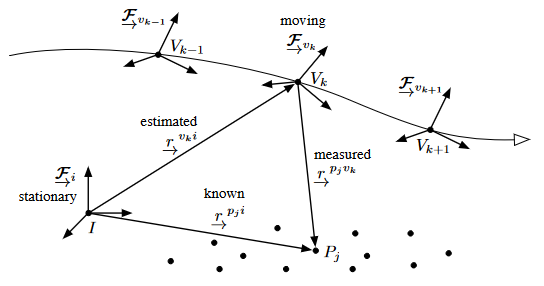 $\underrightarrow{\mathcal{F}}_{v_{k-1}}$
$V_{k-1}$
moving
$\underrightarrow{\mathcal{F}}_{v_k}$
$V_k$
$\underrightarrow{\mathcal{F}}_{v_{k+1}}$
$V_{k+1}$
estimated
$\underrightarrow{r}^{v_k i}$
measured
$\underrightarrow{r}^{p_j v_k}$
$\underrightarrow{\mathcal{F}}_i$
stationary
known
$\underrightarrow{r}^{p_j i}$
$I$
$P_j$